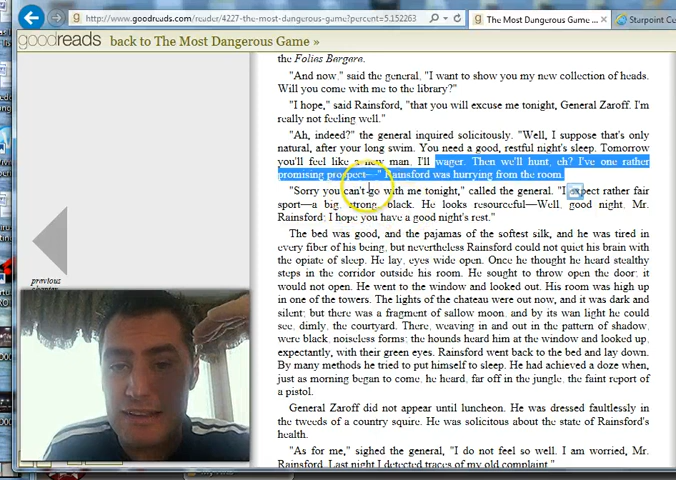 http://www.goodreads.com/reader/4227-the-most-dangerous-game?percent=5.152263
The Most Dangerous Game ...
Starpoint Ce
goodreads back to The Most Dangerous Game »
the Folies Bergere.
"And now," said the general, "I want to show you my new collection of heads.
Will you come with me to the library?"
"I hope," said Rainsford, "that you will excuse me tonight, General Zaroff. I'm
really not feeling well."
"Ah, indeed?" the general inquired solicitously. "Well, I suppose that's only
natural, after your long swim. You need a good, restful night's sleep. Tomorrow
you'll feel like a new man, I'll wager. Then we'll hunt, eh? I've one rather
promising prospect—" Rainsford was hurrying from the room.
"Sorry you can't go with me tonight," called the general. "I expect rather fair
sport—a big, strong, black. He looks resourceful—Well, good night, Mr.
Rainsford; I hope you have a good night's rest."
The bed was good, and the pajamas of the softest silk, and he was tired in
every fiber of his being, but nevertheless Rainsford could not quiet his brain with
the opiate of sleep. He lay, eyes wide open. Once he thought he heard stealthy
steps in the corridor outside his room. He sought to throw open the door; it
would not open. He went to the window and looked out. His room was high up
in one of the towers. The lights of the chateau were out now, and it was dark and
silent; but there was a fragment of sallow moon, and by its wan light he could
see, dimly, the courtyard. There, weaving in and out in the pattern of shadow,
were black, noiseless forms; the hounds heard him at the window and looked up,
expectantly, with their green eyes. Rainsford went back to the bed and lay down.
By many methods he tried to put himself to sleep. He had achieved a doze when,
just as morning began to come, he heard, far off in the jungle, the faint report of
a pistol.
General Zaroff did not appear until luncheon. He was dressed faultlessly in
the tweeds of a country squire. He was solicitous about the state of Rainsford's
health.
"As for me," sighed the general, "I do not feel so well. I am worried, Mr.
Rainsford. Last night I detected traces of my old complaint."
previous
chapter